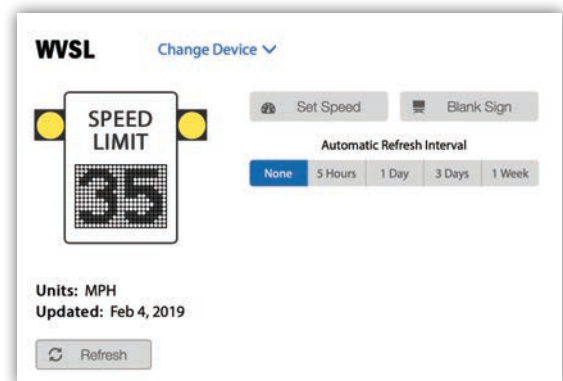 WVSL
Change Device
SPEED
LIMIT
35
Set Speed
Blank Sign
Automatic Refresh Interval
None
5 Hours
1 Day
3 Days
1 Week
Units: MPH
Updated: Feb 4, 2019
Refresh